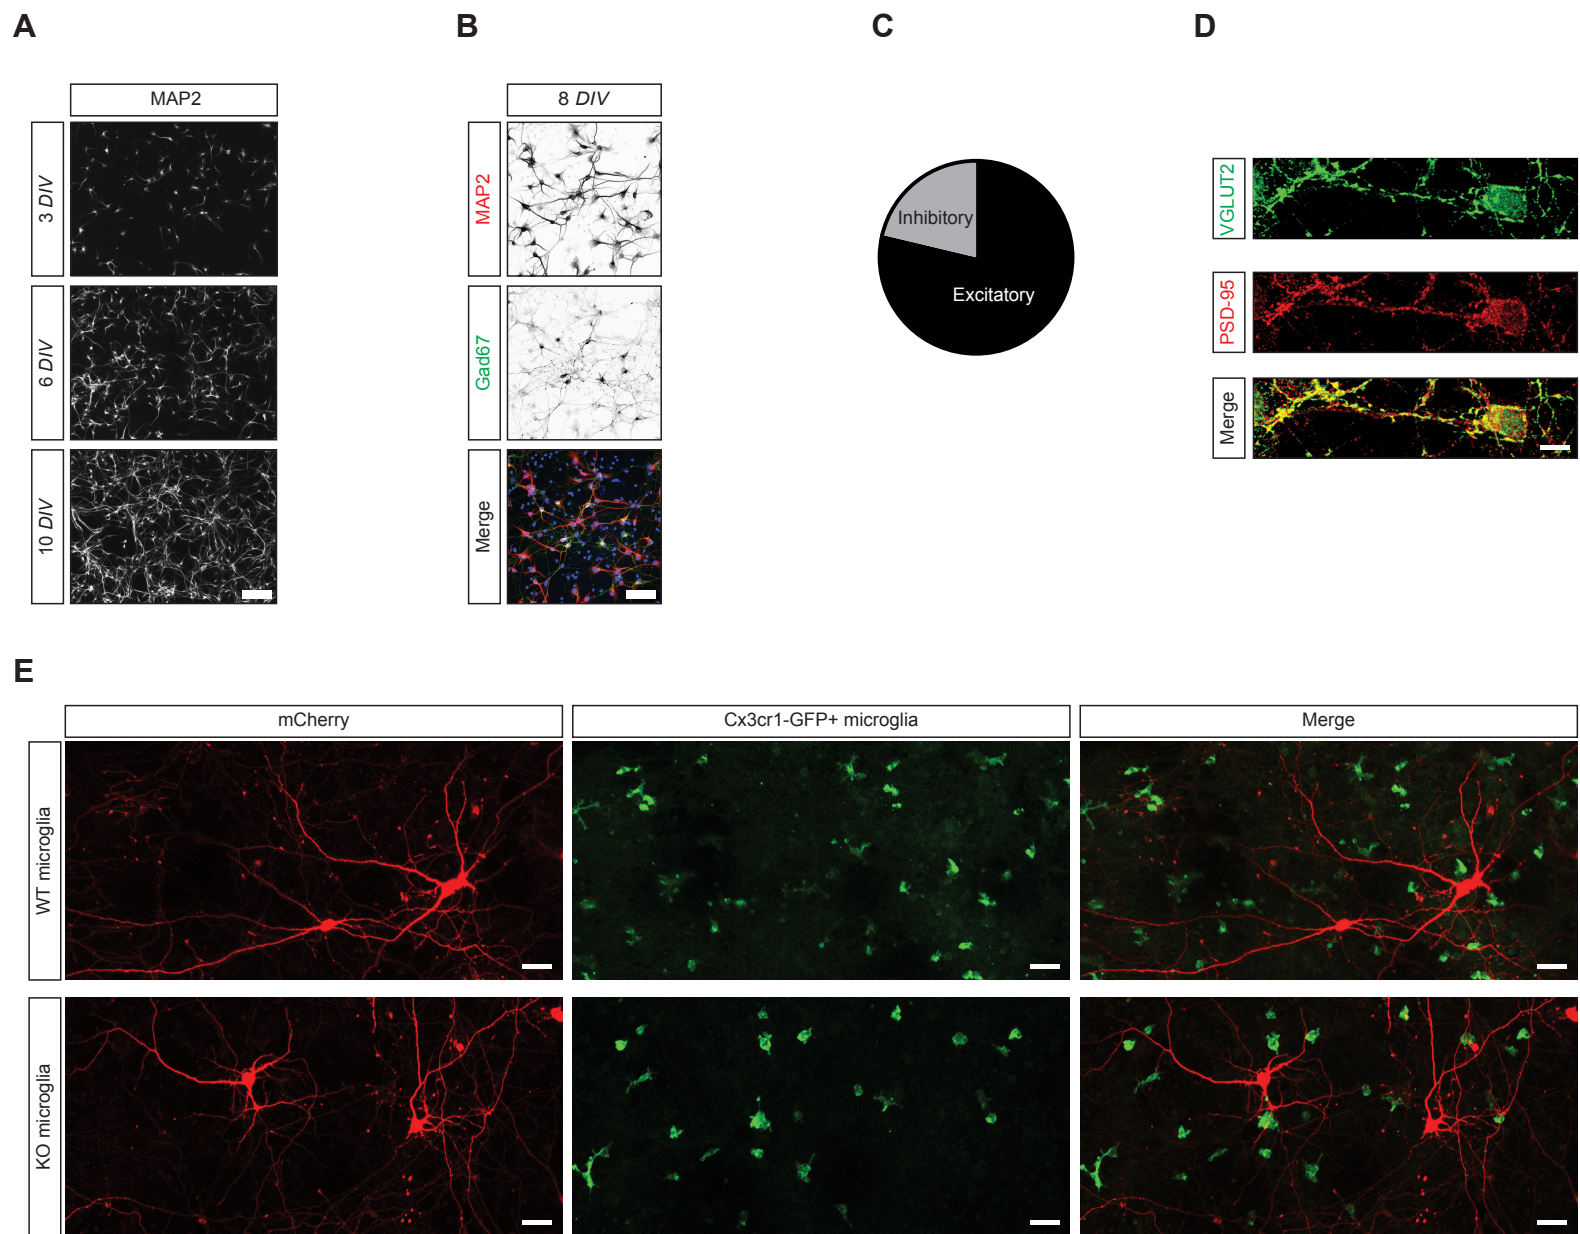 A
B
C
D
MAP2
3 DIV
6 DIV
10 DIV
8 DIV
MAP2
Gad67
Merge
Inhibitory
Excitatory
VGLUT2
PSD-95
Merge
E
mCherry
Cx3cr1-GFP+ microglia
Merge
WT microglia
KO microglia